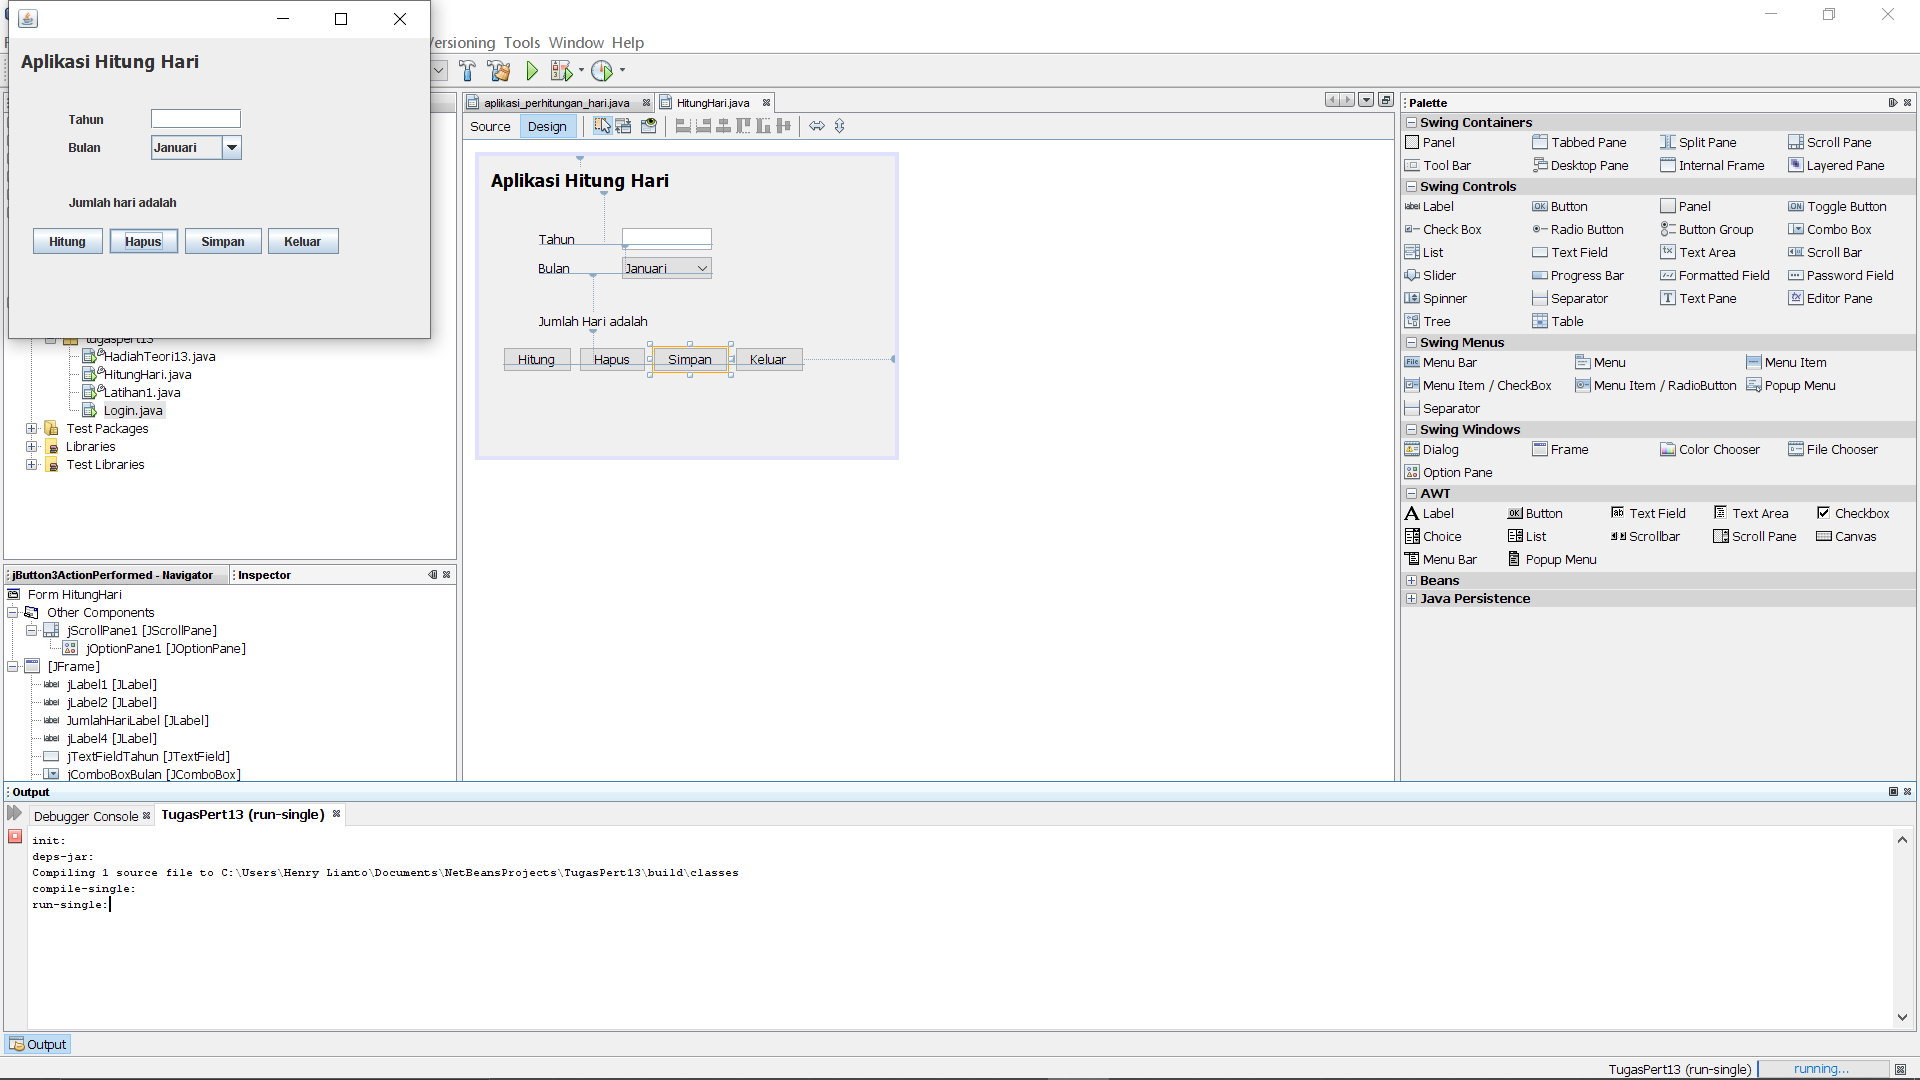 Versioning Tools Window Help
Aplikasi Hitung Hari
Tahun
Bulan
Januari
Jumlah hari adalah
Hitung
Hapus
Simpan
Keluar
tugaspert13
HadiahTeori13.java
HitungHari.java
Latihan1.java
Login.java
Test Packages
Libraries
Test Libraries
jButton3ActionPerformed - Navigator
Inspector
Form HitungHari
Other Components
jScrollPane1 [JScrollPane]
jOptionPane1 [JOptionPane]
[JFrame]
jLabel1 [JLabel]
jLabel2 [JLabel]
JumlahHariLabel [JLabel]
jLabel4 [JLabel]
jTextFieldTahun [JTextField]
jComboBoxBulan [JComboBox]
aplikasi_perhitungan_hari.java
HitungHari.java
Source
Design
Aplikasi Hitung Hari
Tahun
Bulan
Januari
Jumlah Hari adalah
Hitung
Hapus
Simpan
Keluar
Palette
Swing Containers
Panel Tabbed Pane Split Pane Scroll Pane
Tool Bar Desktop Pane Internal Frame Layered Pane
Swing Controls
Label Button Panel Toggle Button
Check Box Radio Button Button Group Combo Box
List Text Field Text Area Scroll Bar
Slider Progress Bar Formatted Field Password Field
Spinner Separator Text Pane Editor Pane
Tree Table
Swing Menus
Menu Bar Menu Menu Item
Menu Item / CheckBox Menu Item / RadioButton Popup Menu
Separator
Swing Windows
Dialog Frame Color Chooser File Chooser
Option Pane
AWT
Label Button Text Field Text Area Checkbox
Choice List Scrollbar Scroll Pane Canvas
Menu Bar Popup Menu
Beans
Java Persistence
Output
Debugger Console
TugasPert13 (run-single)
init:
deps-jar:
Compiling 1 source file to C:\Users\Henry Lianto\Documents\NetBeansProjects\TugasPert13\build\classes
compile-single:
run-single:
Output
TugasPert13 (run-single)
running...